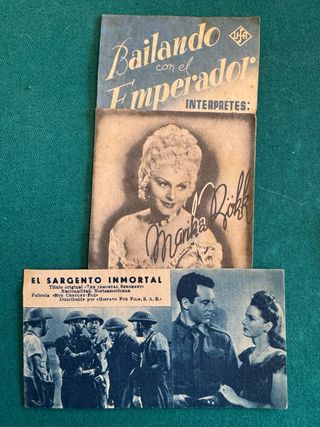 Bailando
con el
Emperador
UFA
INTERPRETES:
Marika Rökk
EL SARGENTO INMORTAL
Título original «THE INMORTAL SERGEANT»
Nacionalidad: Norteamericana
Película «20TH CENTURY-FOX»
Distribuída por «HISPANO FOX FILM, S. A. E.»